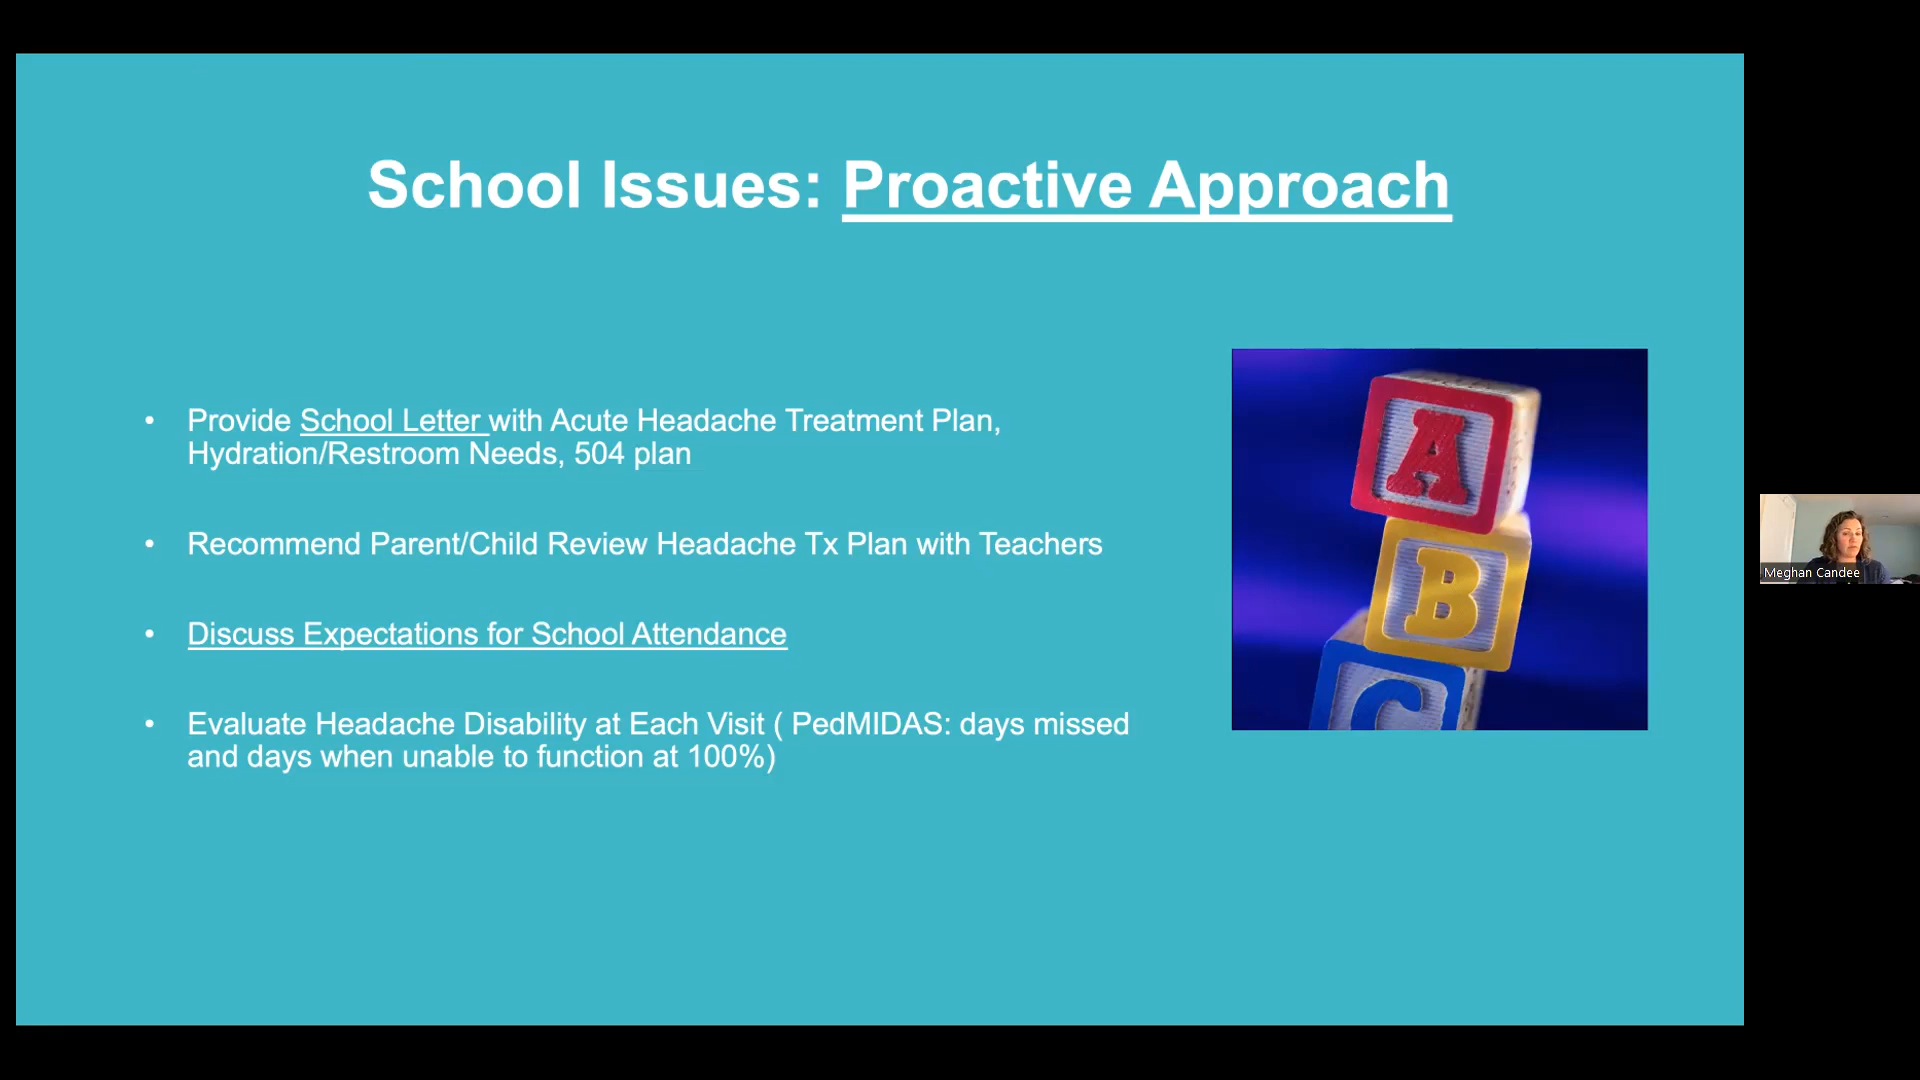 School Issues: Proactive Approach
• Provide School Letter with Acute Headache Treatment Plan,
Hydration/Restroom Needs, 504 plan
• Recommend Parent/Child Review Headache Tx Plan with Teachers
• Discuss Expectations for School Attendance
• Evaluate Headache Disability at Each Visit ( PedMIDAS: days missed
and days when unable to function at 100%)
A
B
C
Meghan Candee